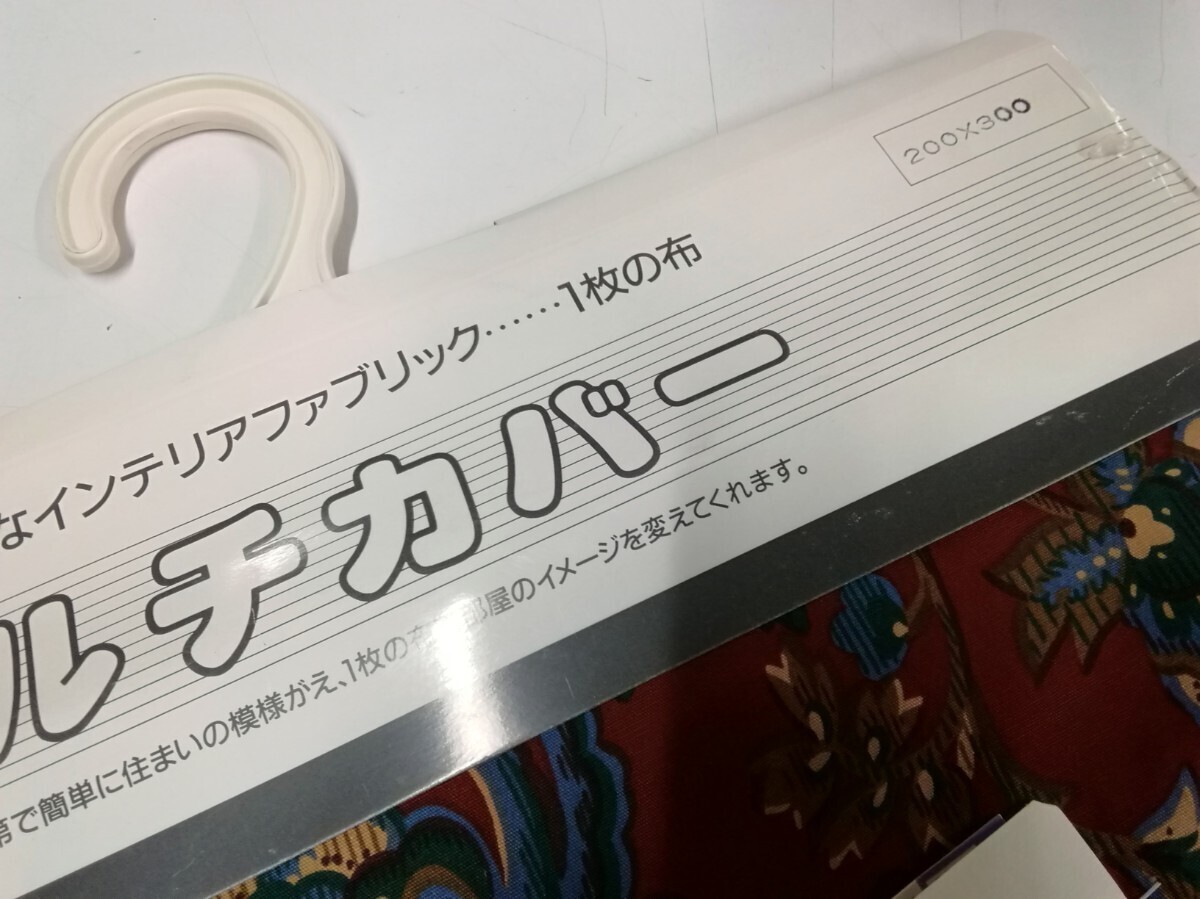 200X300
なインテリアファブリック……1枚の布
ルチカバー
第で簡単に住まいの模様がえ、1枚の布 部屋のイメージを変えてくれます。